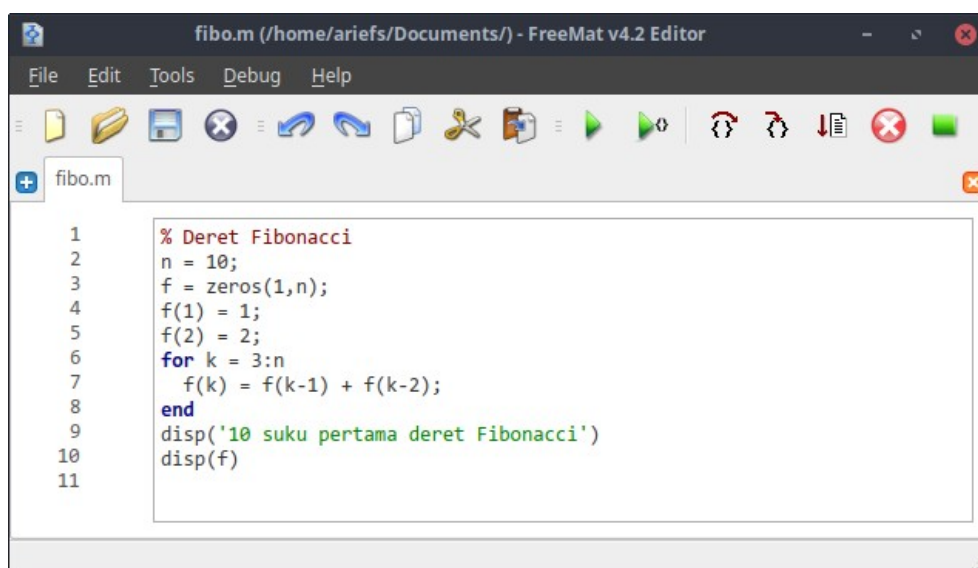 fibo.m (/home/ariefs/Documents/) - FreeMat v4.2 Editor
File Edit Tools Debug Help
fibo.m
1 % Deret Fibonacci
2 n = 10;
3 f = zeros(1,n);
4 f(1) = 1;
5 f(2) = 2;
6 for k = 3:n
7   f(k) = f(k-1) + f(k-2);
8 end
9 disp('10 suku pertama deret Fibonacci')
10 disp(f)
11